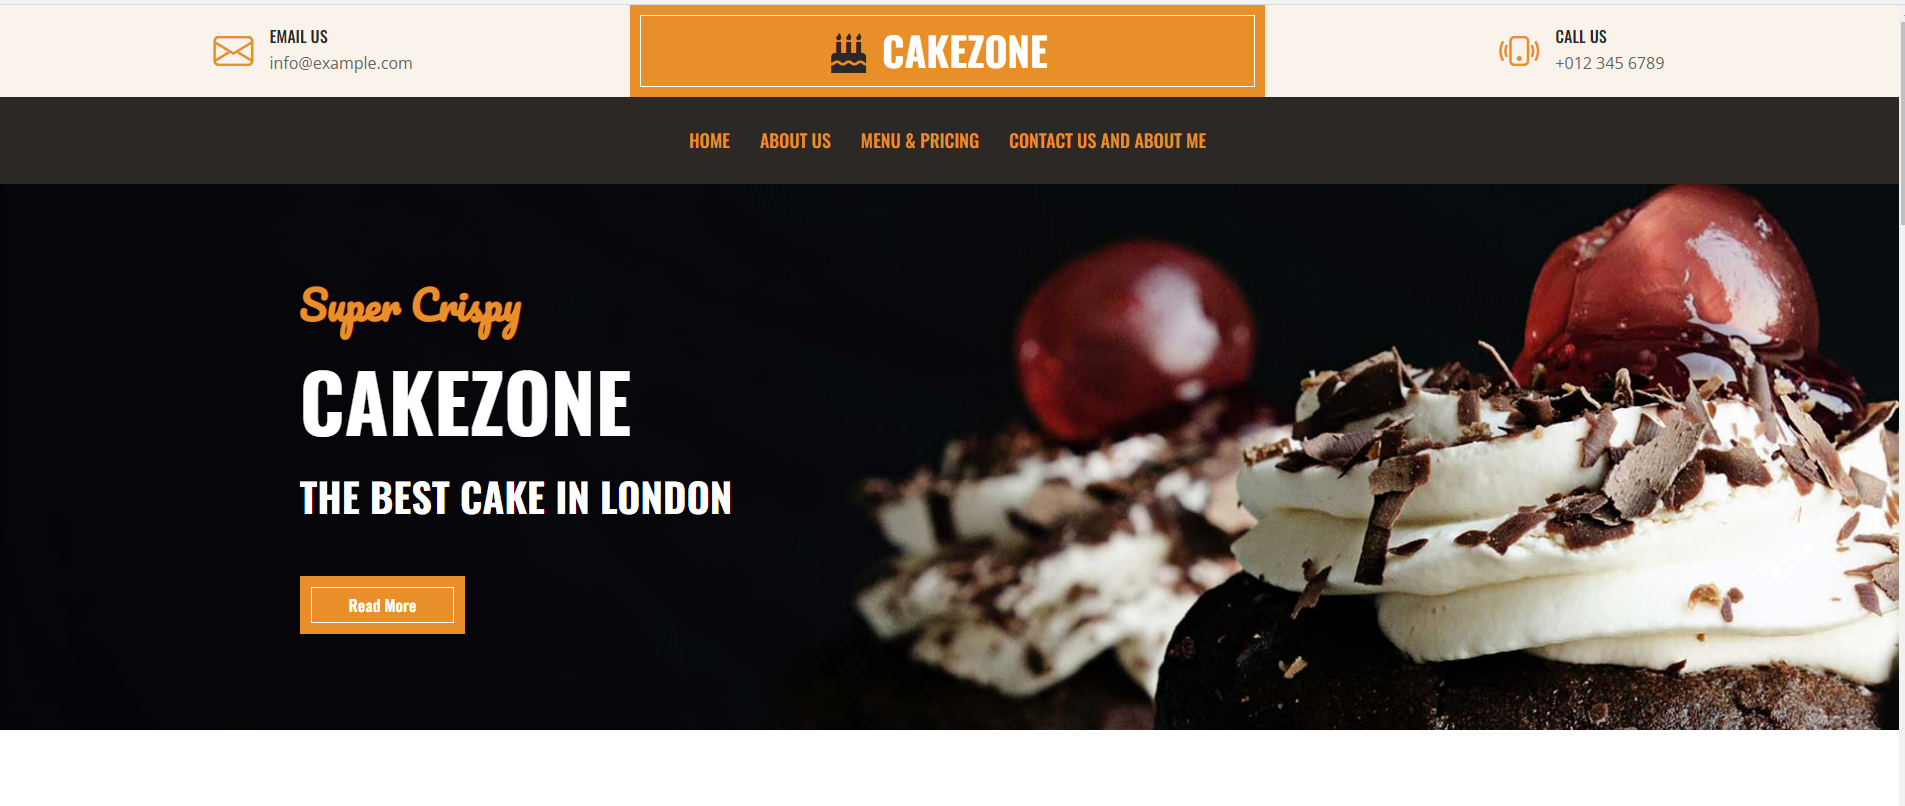 EMAIL US
info@example.com
CAKEZONE
CALL US
+012 345 6789
HOME ABOUT US MENU & PRICING CONTACT US AND ABOUT ME
Super Crispy
CAKEZONE
THE BEST CAKE IN LONDON
Read More